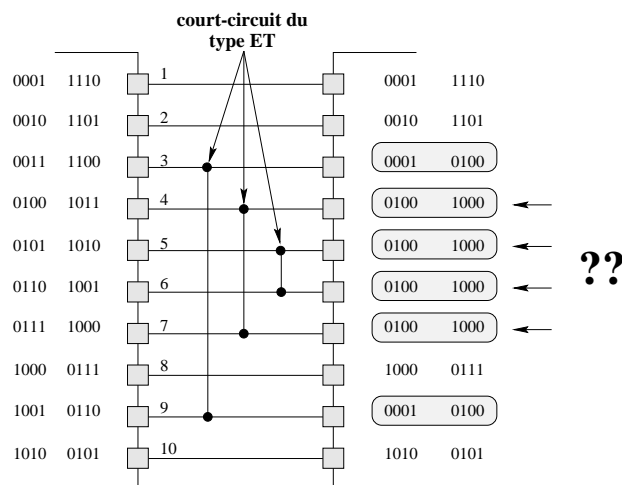 court-circuit du
type ET
0001 1110 1 0001 1110
0010 1101 2 0010 1101
0011 1100 3 0001 0100
0100 1011 4 0100 1000
0101 1010 5 0100 1000
??
0110 1001 6 0100 1000
0111 1000 7 0100 1000
1000 0111 8 1000 0111
1001 0110 9 0001 0100
1010 0101 10 1010 0101